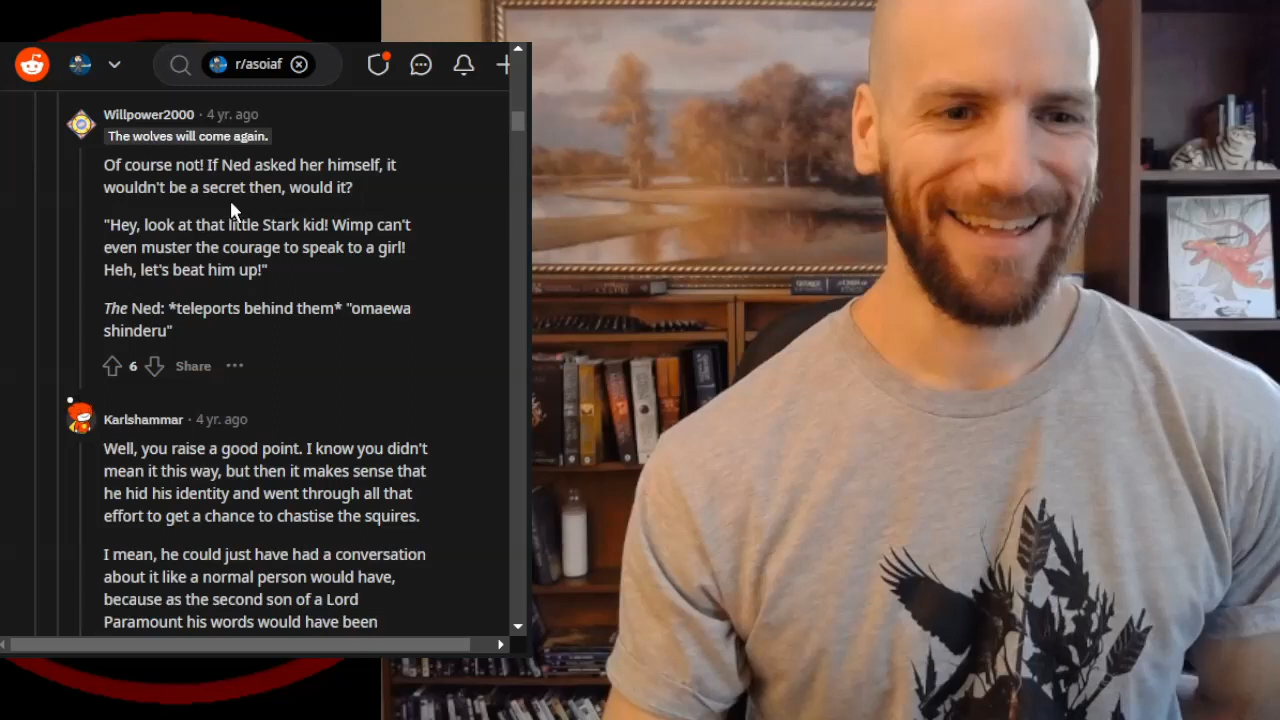 r/asoiaf
Willpower2000 · 4 yr. ago
The wolves will come again.
Of course not! If Ned asked her himself, it
wouldn't be a secret then, would it?
"Hey, look at that little Stark kid! Wimp can't
even muster the courage to speak to a girl!
Heh, let's beat him up!"
The Ned: *teleports behind them* "omaewa
shinderu"
6 Share
Karlshammar · 4 yr. ago
Well, you raise a good point. I know you didn't
mean it this way, but then it makes sense that
he hid his identity and went through all that
effort to get a chance to chastise the squires.
I mean, he could just have had a conversation
about it like a normal person would have,
because as the second son of a Lord
Paramount his words would have been